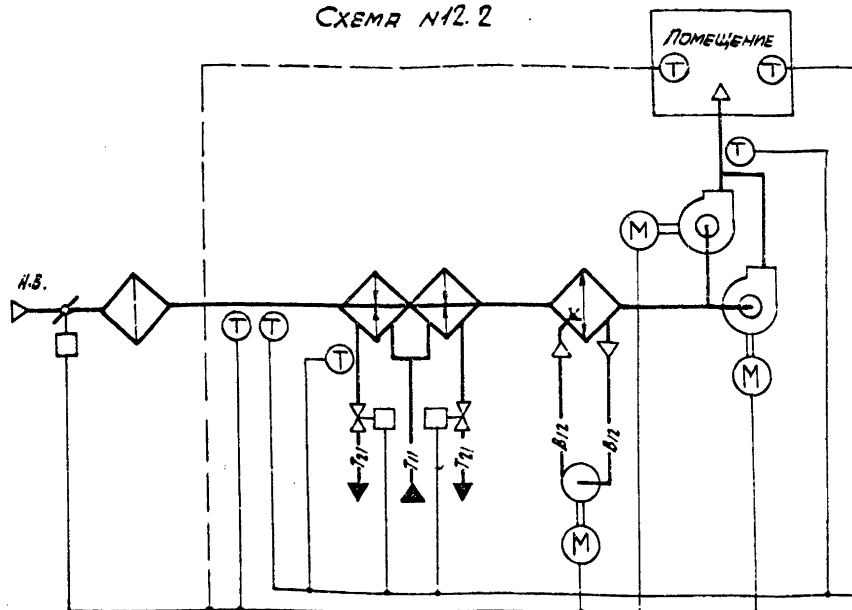 Схема №12.2
Помещение
Т
Т
Т
М
Н.В.
Т
Т
Т
М
Т21
Т11
Т21
В12
В12
М